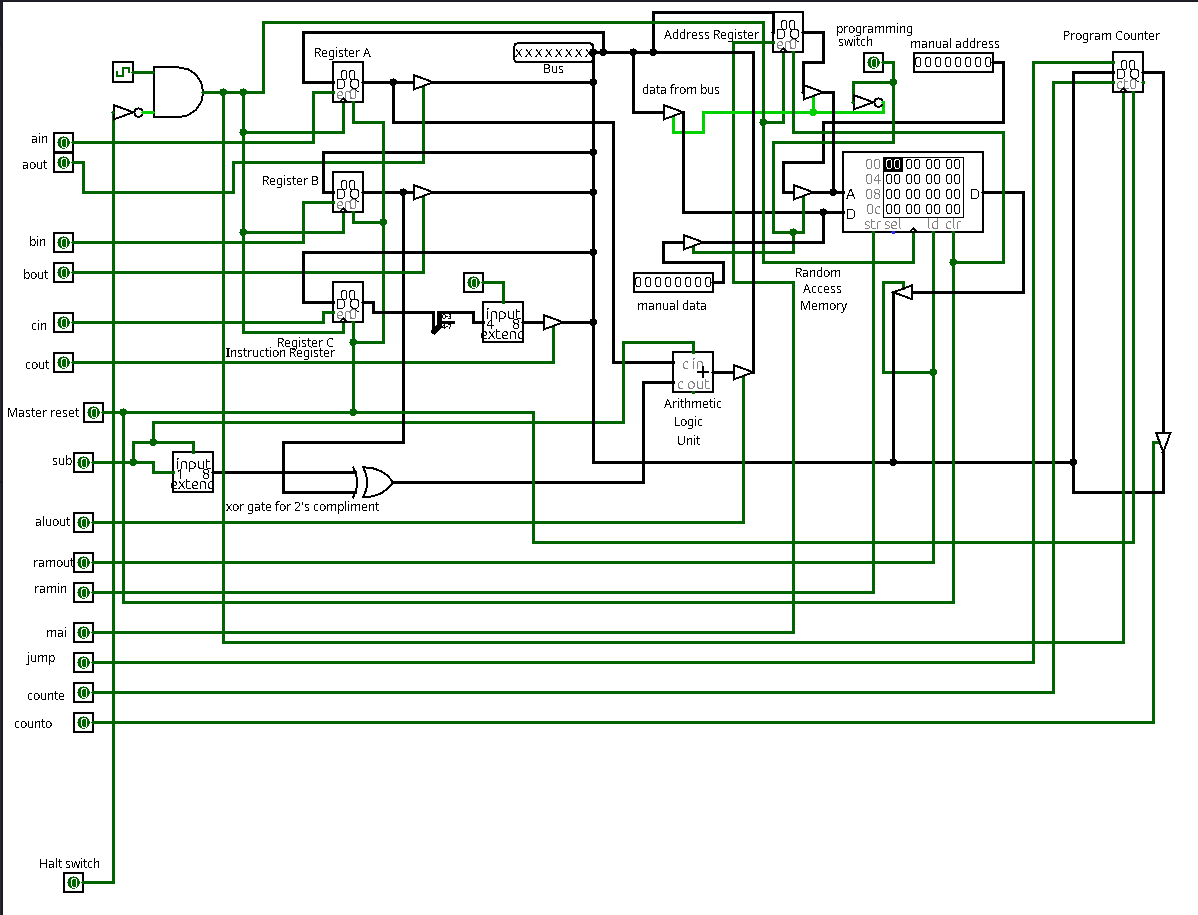 programming
switch
manual address
Program Counter
Address Register
00
D Q
en0
Register A
00
D Q
en0
xxxxxxxx
Bus
0
00000000
00
D Q
ct0
data from bus
ain
0
aout
0
Register B
00
D Q
en0
00 00 00 00 00
04 00 00 00 00
08 00 00 00 00
0c 00 00 00 00
A
D
D
str sel ld clr
bin
0
bout
0
0
00000000
manual data
Random
Access
Memory
cin
0
00
D Q
en0
Register C
Instruction Register
input
4 8
extend
cout
0
c in
+
c out
Arithmetic
Logic
Unit
Master reset
0
sub
0
input
1 8
extend
xor gate for 2's compliment
aluout
0
ramout
0
ramin
0
mai
0
jump
0
counte
0
counto
0
Halt switch
0